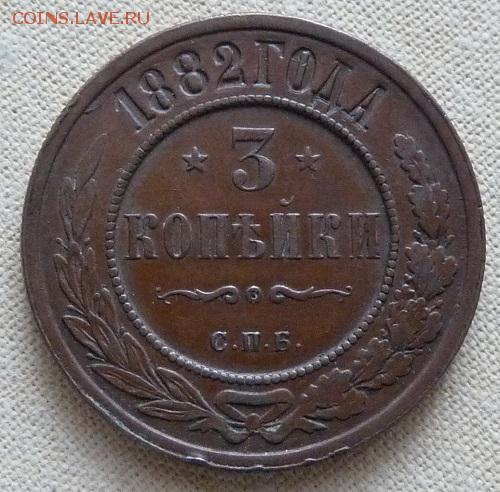 COINS.LAVE.RU
1882 ГОДА
3
КОПѢЙКИ
С.П.Б.